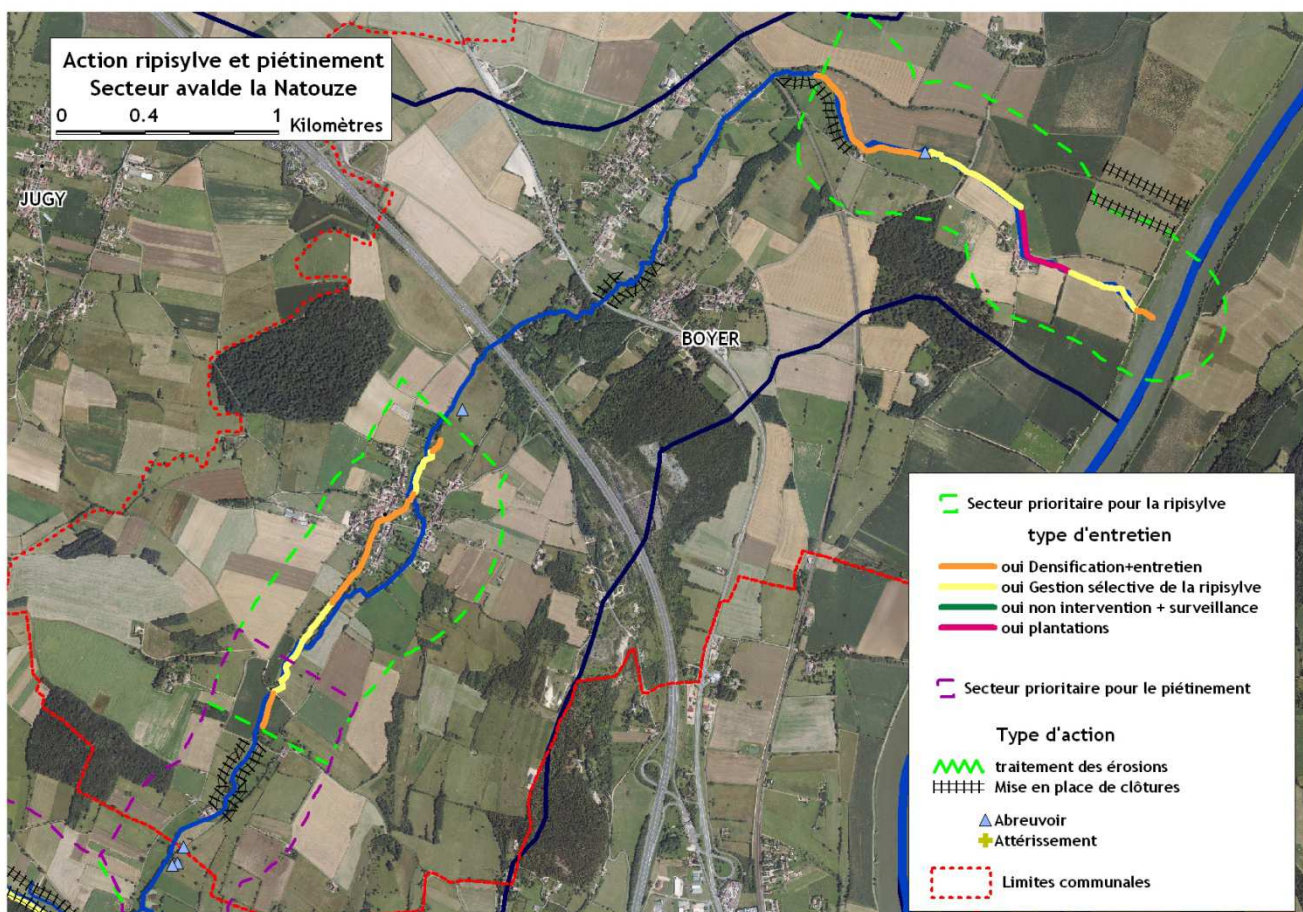 Action ripisylve et piétinement
Secteur avalde la Natouze
0 0.4 1 Kilomètres
JUGY
BOYER
Secteur prioritaire pour la ripisylve
type d'entretien
oui Densification+entretien
oui Gestion sélective de la ripisylve
oui non intervention + surveillance
oui plantations
Secteur prioritaire pour le piétinement
Type d'action
traitement des érosions
Mise en place de clôtures
Abreuvoir
Attérissement
Limites communales